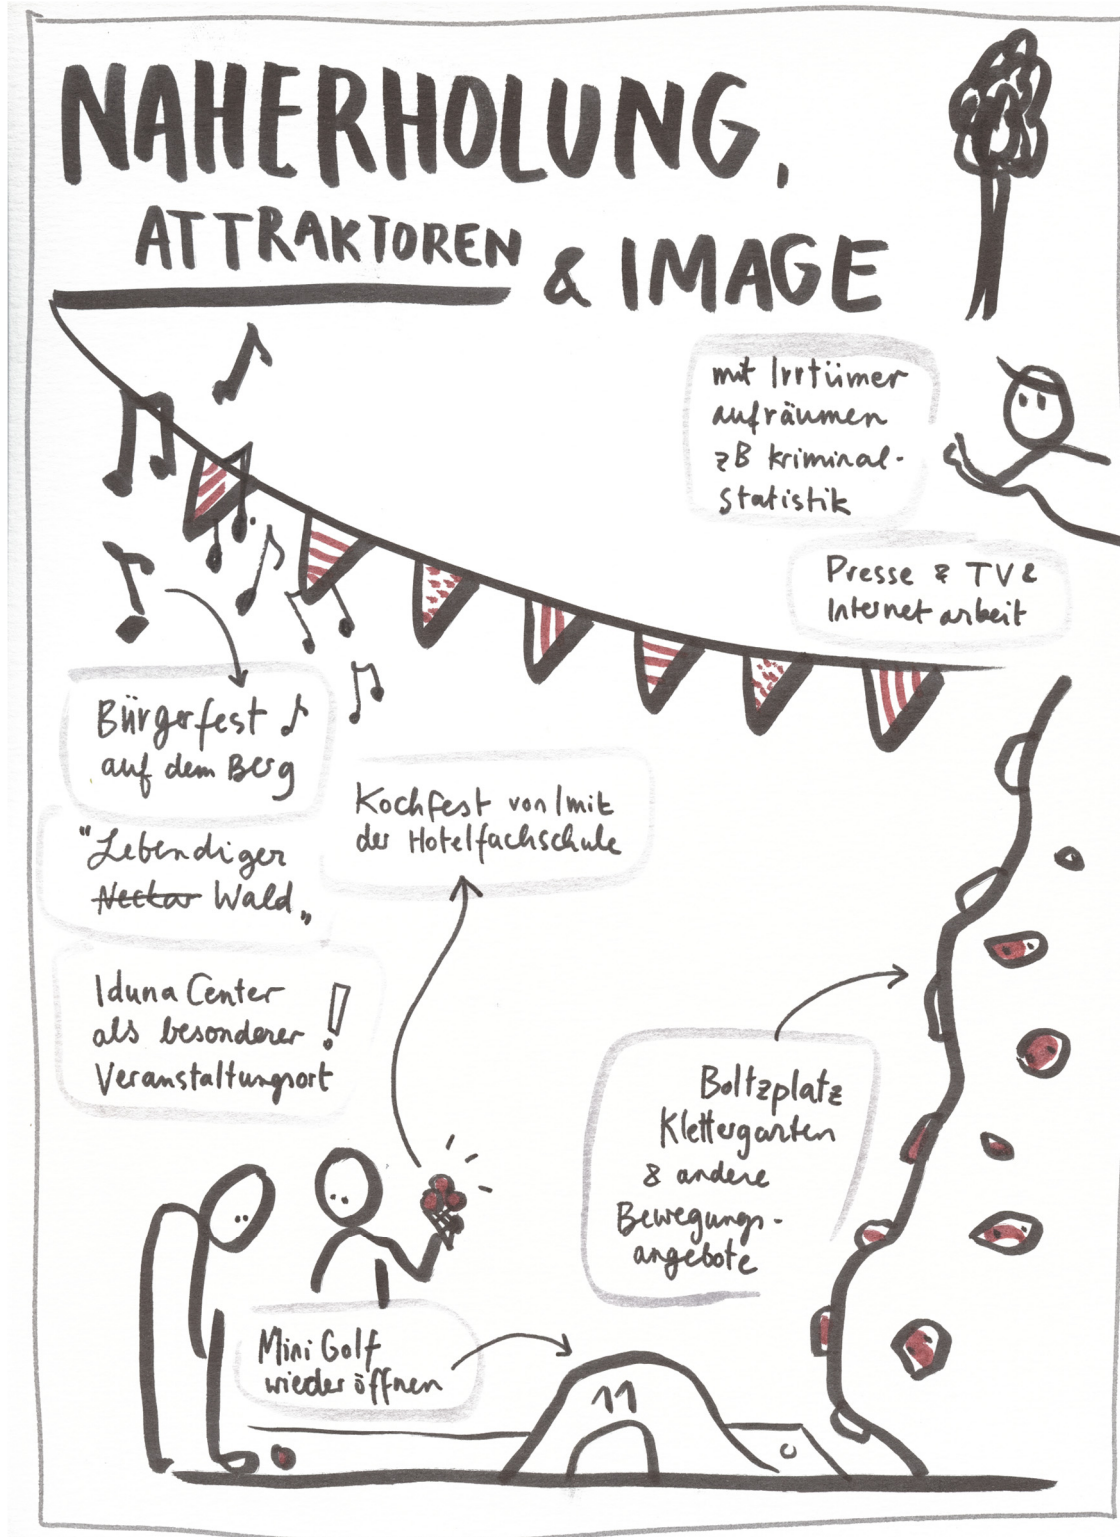 NAHERHOLUNG,
ATTRAKTOREN
& IMAGE
mit Irrtümer
aufräumen
zB kriminal-
statistik
Presse & TV &
Internetarbeit
Bürgerfest
auf dem Berg
"Lebendiger
Neckar Wald"
Kochfest von/mit
der Hotelfachschule
Iduna Center
als besonderer !
Veranstaltungsort
Boltzplatz
Klettergarten
& andere
Bewegungs-
angebote
Mini Golf
wieder öffnen
11